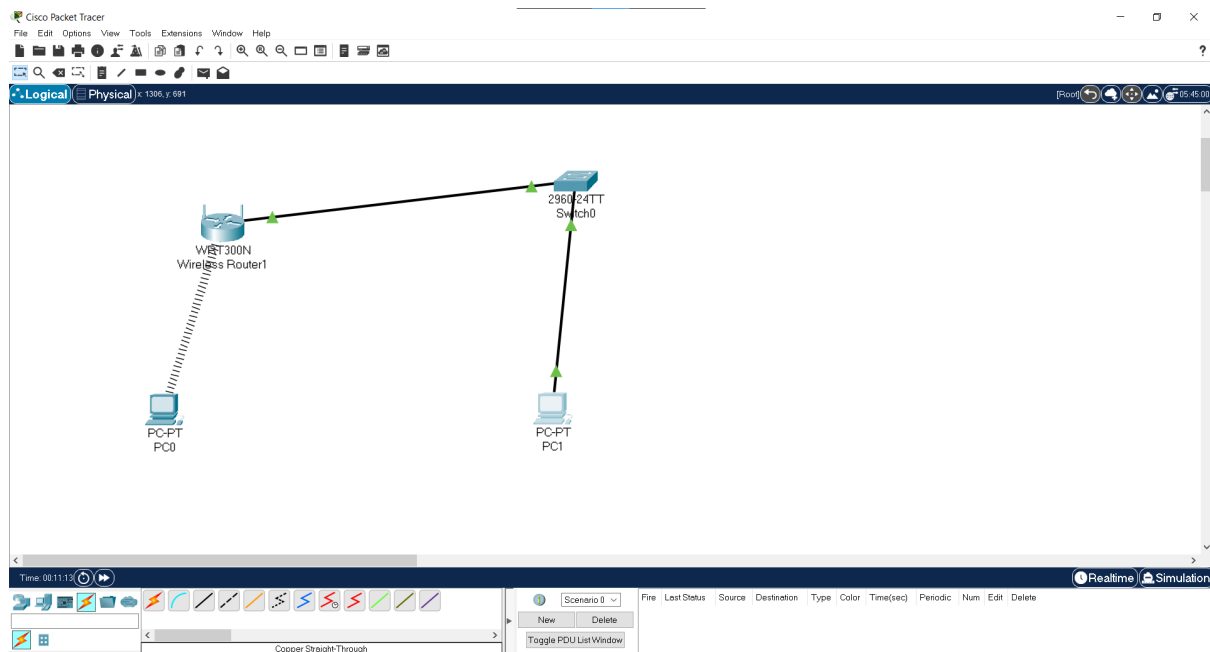 Cisco Packet Tracer
File Edit Options View Tools Extensions Window Help
?
Logical Physical x: 1306, y: 691 [Root] 05:45:00
2960-24TT
Switch0
WRT300N
Wireless Router1
PC-PT
PC0
PC-PT
PC1
Time: 00:11:13 Realtime Simulation
Scenario 0 Fire Last Status Source Destination Type Color Time(sec) Periodic Num Edit Delete
New Delete
Toggle PDU List Window
Copper Straight-Through